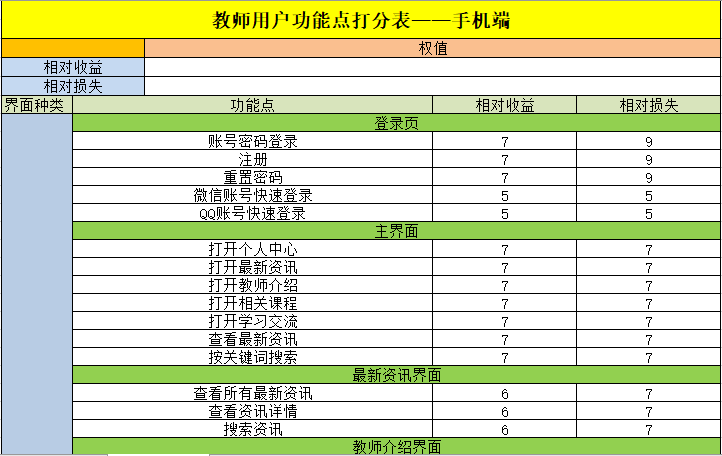 教师用户功能点打分表——手机端
权值
相对收益
相对损失
界面种类 功能点 相对收益 相对损失
登录页
账号密码登录 7 9
注册 7 9
重置密码 7 9
微信账号快速登录 5 5
QQ账号快速登录 5 5
主界面
打开个人中心 7 7
打开最新资讯 7 7
打开教师介绍 7 7
打开相关课程 7 7
打开学习交流 7 7
查看最新资讯 7 7
按关键词搜索 7 7
最新资讯界面
查看所有最新资讯 6 7
查看资讯详情 6 7
搜索资讯 6 7
教师介绍界面